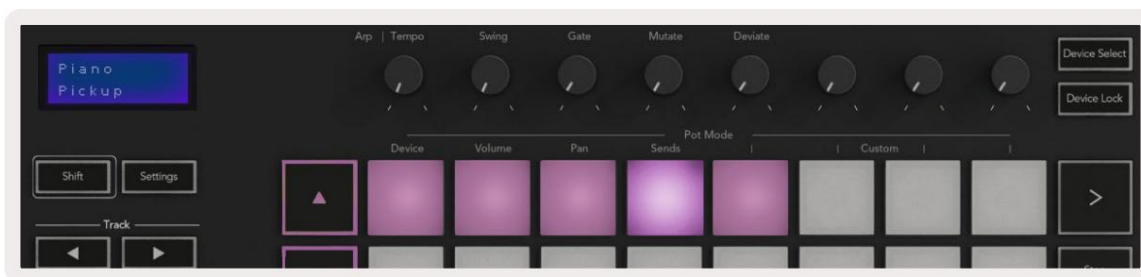 Piano
Pickup
Arp | Tempo Swing Gate Mutate Deviate
Device Select
Device Lock
Pot Mode
Device Volume Pan Sends | | Custom | |
Shift Settings
Track